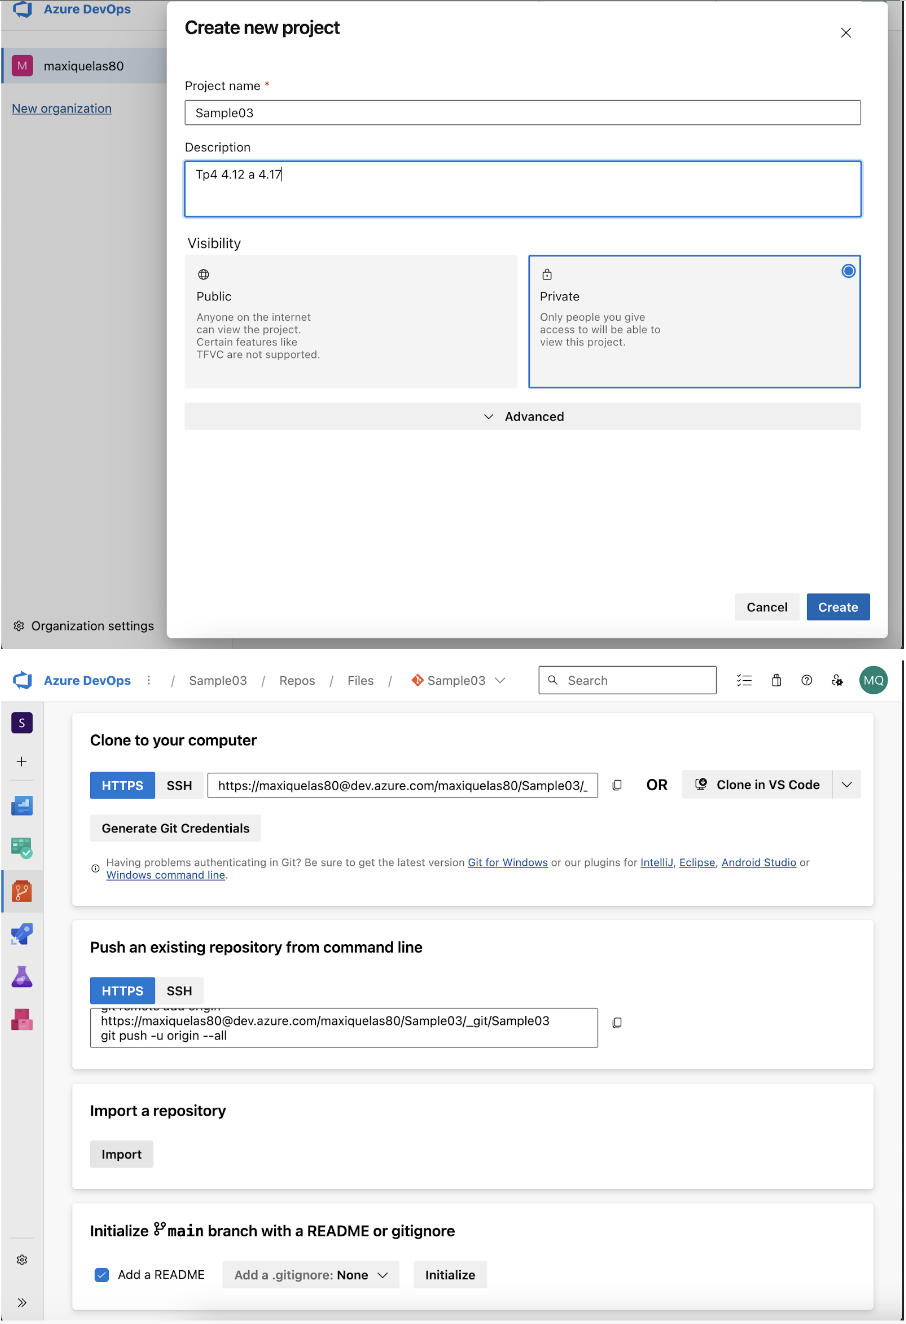 Azure DevOps
Create new project
M maxiquelas80
New organization
Project name *
Sample03
Description
Tp4 4.12 a 4.17
Visibility
Public
Anyone on the internet
can view the project.
Certain features like
TFVC are not supported.
Private
Only people you give
access to will be able to
view this project.
Advanced
Cancel
Create
Organization settings
Azure DevOps / Sample03 / Repos / Files / Sample03
Search
MQ
S
Clone to your computer
HTTPS SSH https://maxiquelas80@dev.azure.com/maxiquelas80/Sample03/_ OR Clone in VS Code
Generate Git Credentials
Having problems authenticating in Git? Be sure to get the latest version Git for Windows or our plugins for IntelliJ, Eclipse, Android Studio or
Windows command line.
Push an existing repository from command line
HTTPS SSH
git remote add origin
https://maxiquelas80@dev.azure.com/maxiquelas80/Sample03/_git/Sample03
git push -u origin --all
Import a repository
Import
Initialize main branch with a README or gitignore
Add a README Add a .gitignore: None Initialize